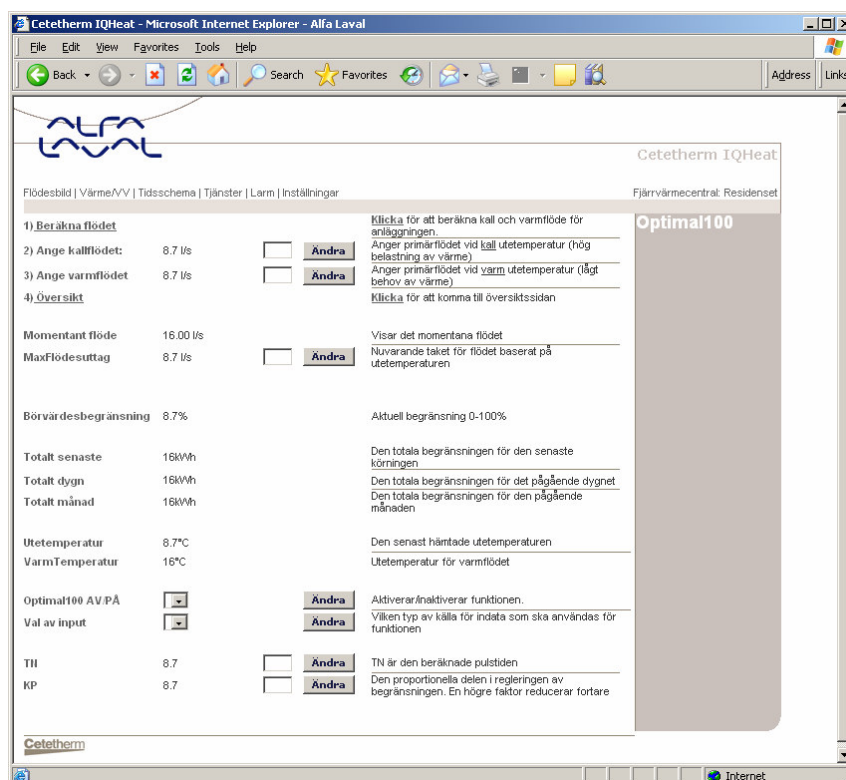 Cetetherm IQHeat - Microsoft Internet Explorer - Alfa Laval
File Edit View Favorites Tools Help
Back Search Favorites Address Links
ALFA
LAVAL
Cetetherm IQHeat
Flödesbild | Värme/VV | Tidsschema | Tjänster | Larm | Inställningar
Fjärrvärmecentral: Residenset
Optimal100
1) Beräkna flödet
Klicka för att beräkna kall och varmflöde för
anläggningen.
2) Ange kallflödet: 8.7 l/s Ändra
Anger primärflödet vid kall utetemperatur (hög
belastning av värme)
3) Ange varmflödet 8.7 l/s Ändra
Anger primärflödet vid varm utetemperatur (lågt
behov av värme)
4) Översikt
Klicka för att komma till översiktssidan
Momentant flöde 16.00 l/s
Visar det momentana flödet
MaxFlödesuttag 8.7 l/s Ändra
Nuvarande taket för flödet baserat på
utetemperaturen
Börvärdesbegränsning 8.7%
Aktuell begränsning 0-100%
Totalt senaste 16kWh
Den totala begränsningen för den senaste
körningen
Totalt dygn 16kWh
Den totala begränsningen för det pågående dygnet
Totalt månad 16kWh
Den totala begränsningen för den pågående
månaden
Utetemperatur 8.7°C
Den senast hämtade utetemperaturen
VarmTemperatur 16°C
Utetemperatur för varmflödet
Optimal100 AV/PÅ Ändra
Aktiverar/inaktiverar funktionen.
Val av input Ändra
Vilken typ av källa för indata som ska användas för
funktionen
TN 8.7 Ändra
TN är den beräknade pulstiden
KP 8.7 Ändra
Den proportionella delen i regleringen av
begränsningen. En högre faktor reducerar fortare
Cetetherm
Internet